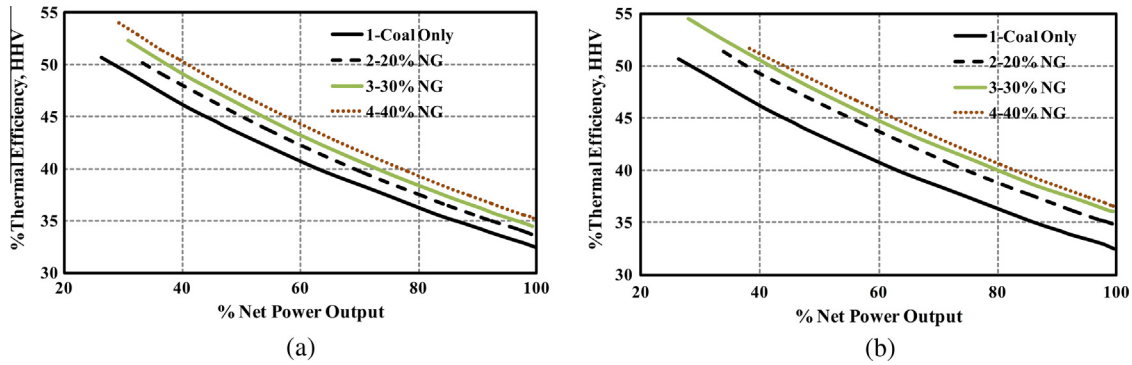 %Thermal Efficiency, HHV
55
50
45
40
35
30
20
40
60
80
100
% Net Power Output
1-Coal Only
2-20% NG
3-30% NG
4-40% NG
(a)
%Thermal Efficiency, HHV
55
50
45
40
35
30
20
40
60
80
100
% Net Power Output
1-Coal Only
2-20% NG
3-30% NG
4-40% NG
(b)